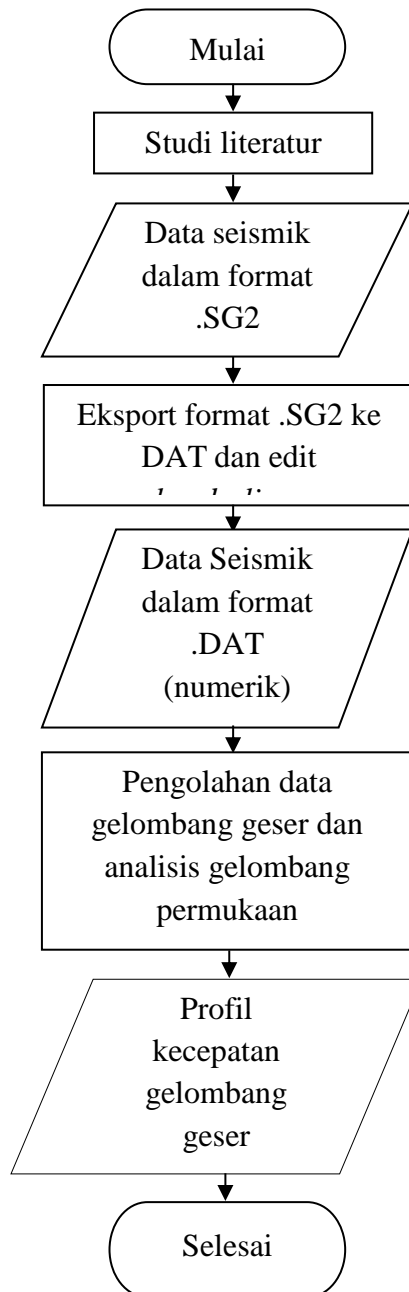 Mulai
Studi literatur
Data seismik
dalam format
.SG2
Eksport format .SG2 ke
DAT dan edit
Data Seismik
dalam format
.DAT
(numerik)
Pengolahan data
gelombang geser dan
analisis gelombang
permukaan
Profil
kecepatan
gelombang
geser
Selesai